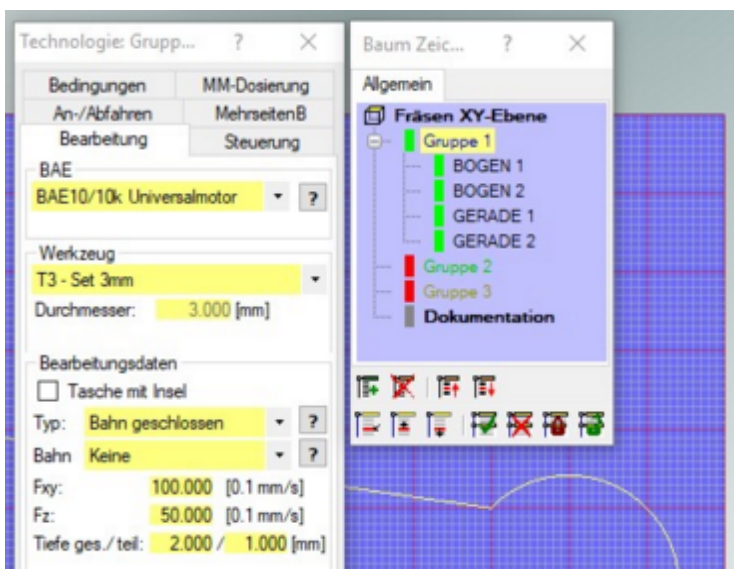 Technologie: Grupp... ?
Bedingungen MM-Dosierung
An-/Abfahren MehrseitenB
Bearbeitung Steuerung
BAE
BAE10/10k Universalmotor ?
Werkzeug
T3 - Set 3mm
Durchmesser: 3.000 [mm]
Bearbeitungsdaten
Tasche mit Insel
Typ: Bahn geschlossen ?
Bahn Keine ?
Fxy: 100.000 [0.1 mm/s]
Fz: 50.000 [0.1 mm/s]
Tiefe ges./teil: 2.000 / 1.000 [mm]
Baum Zeic... ?
Allgemein
Fräsen XY-Ebene
Gruppe 1
BOGEN 1
BOGEN 2
GERADE 1
GERADE 2
Gruppe 2
Gruppe 3
Dokumentation